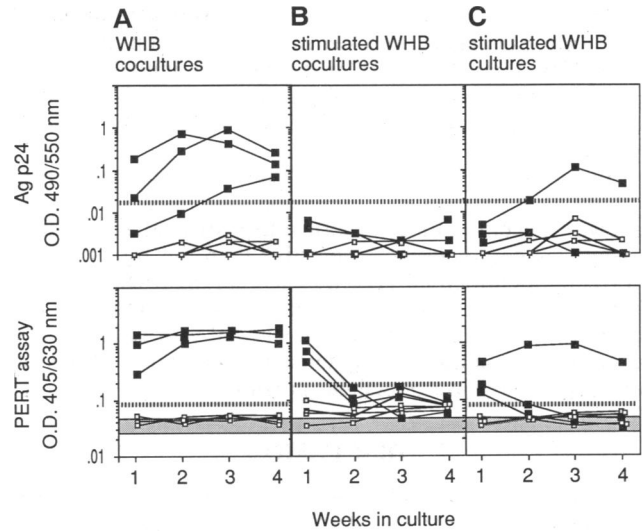 A B C
WHB stimulated WHB stimulated WHB
cocultures cocultures cultures
Ag p24
O.D. 490/550 nm
1
.1
.01
.001
PERT assay
O.D. 405/630 nm
1
.1
.01
1 2 3 4 1 2 3 4 1 2 3 4
Weeks in culture